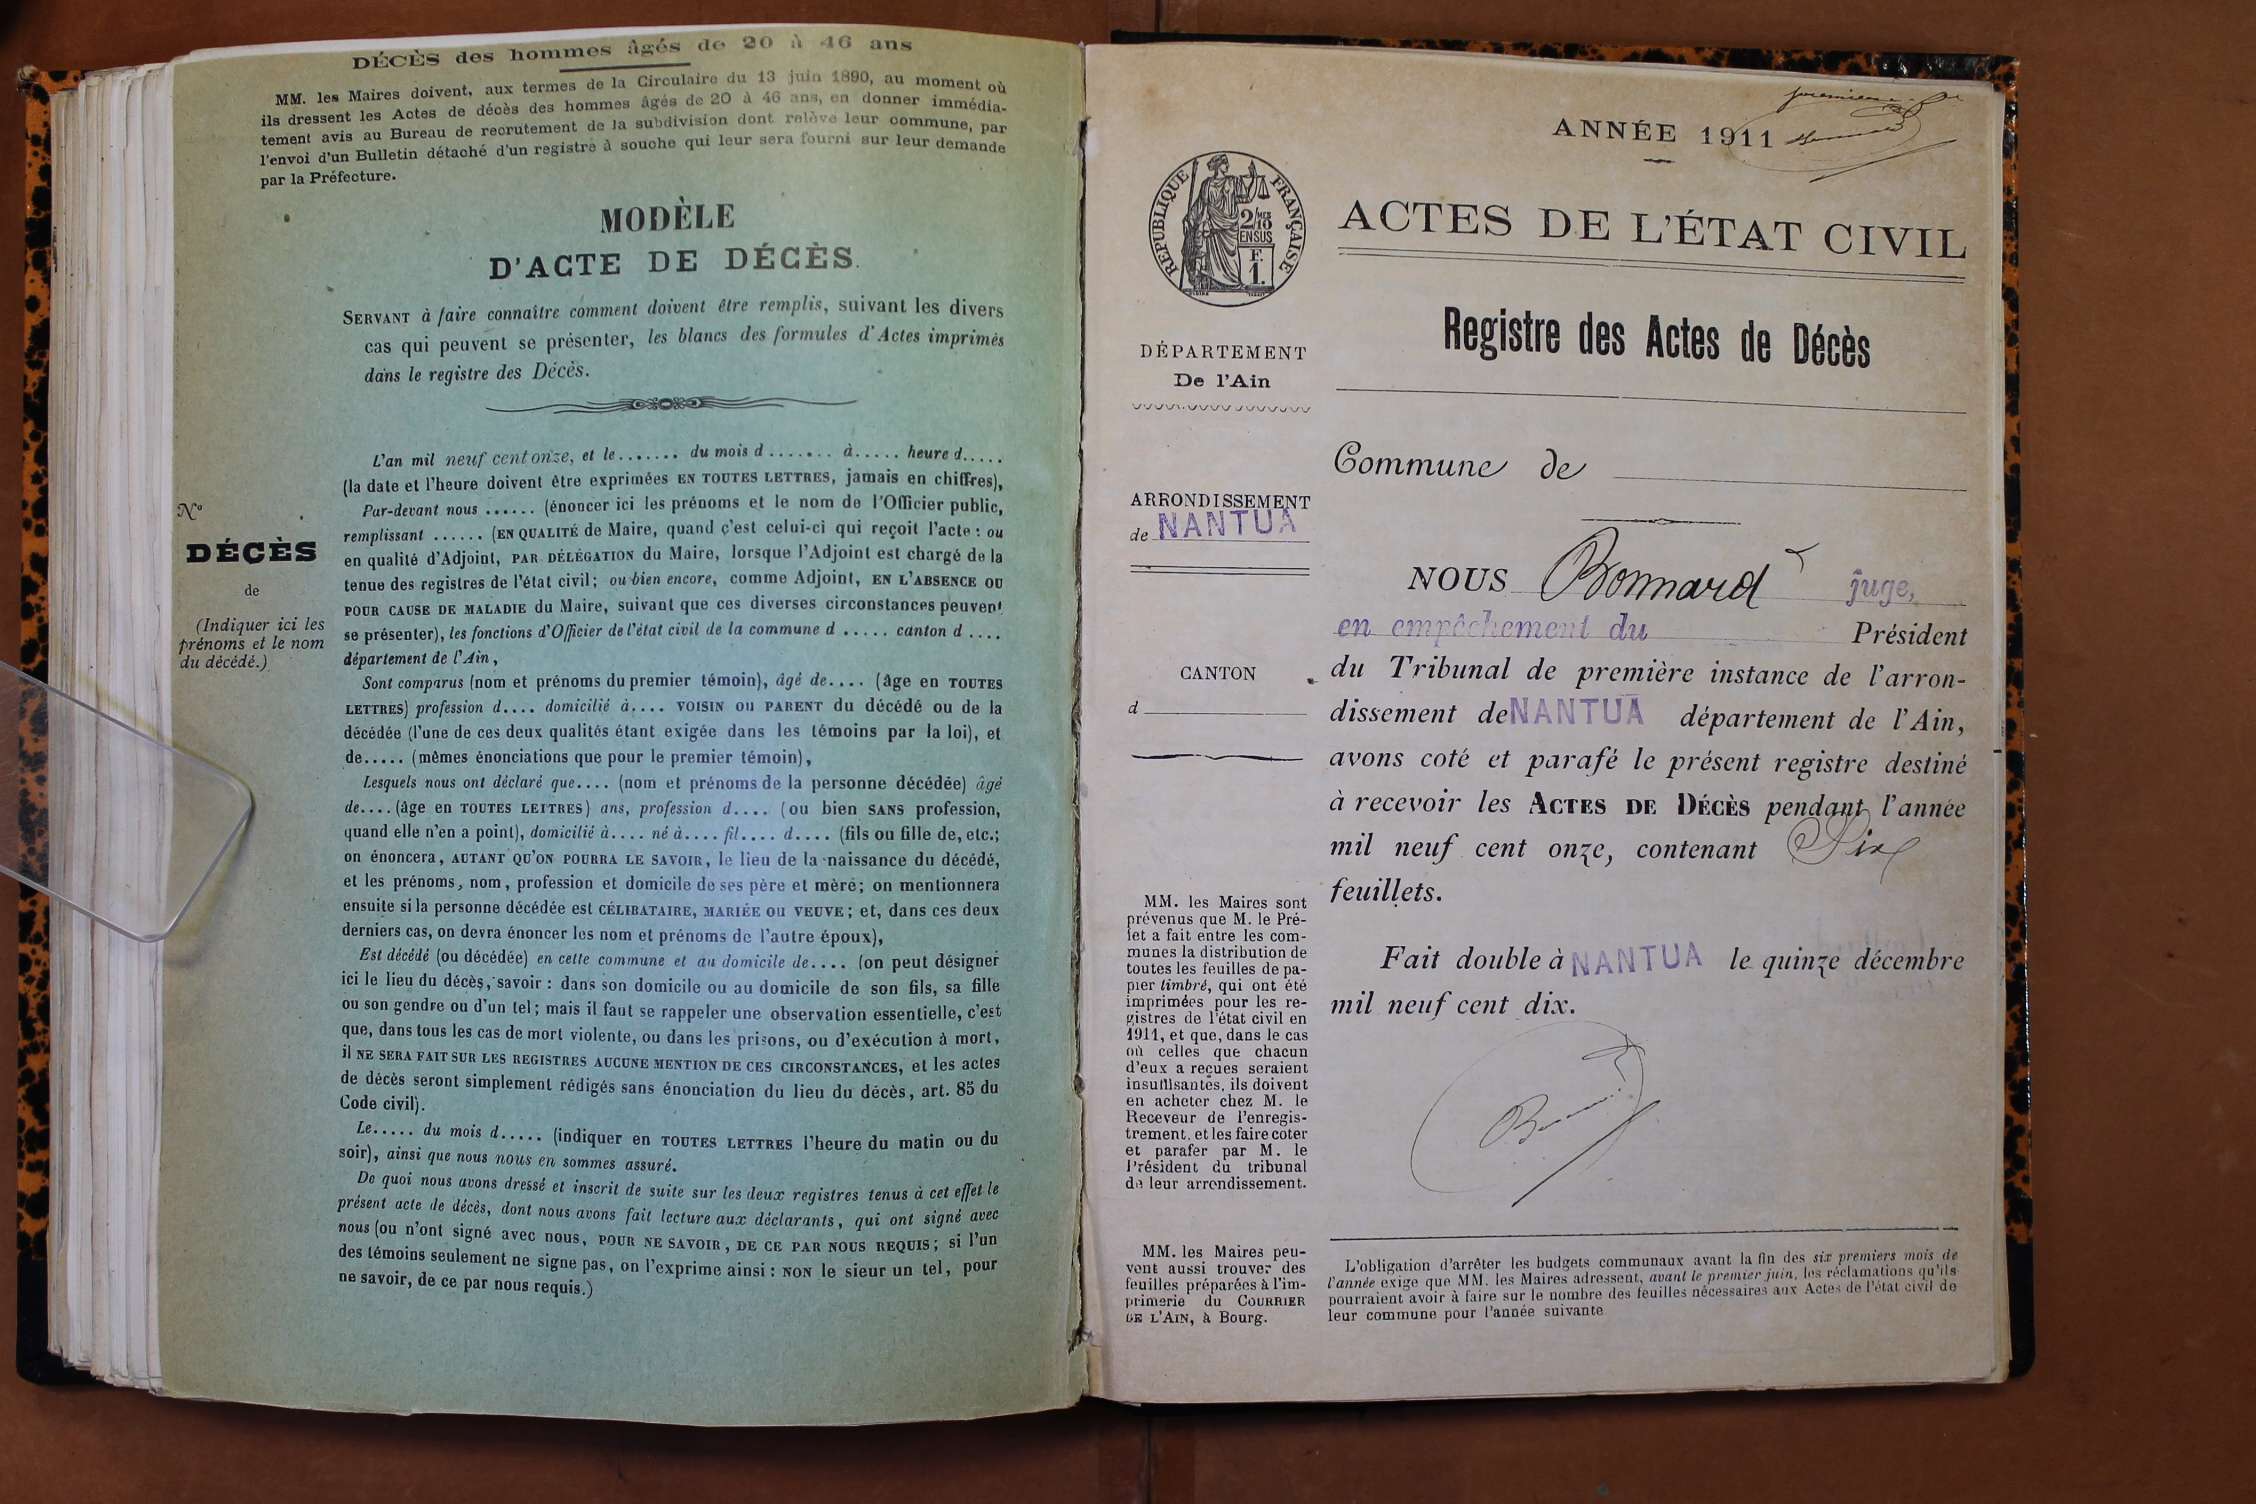 DÉCÈS des hommes âgés de 20 à 46 ans
MM. les Maires doivent, aux termes de la Circulaire du 13 juin 1890, au moment où
ils dressent les Actes de décès des hommes âgés de 20 à 46 ans, en donner immédia-
tement avis au Bureau de recrutement de la subdivision dont relève leur commune, par
l'envoi d'un Bulletin détaché d'un registre à souche qui leur sera fourni sur leur demande
par la Préfecture.
MODÈLE
D'ACTE DE DÉCÈS.
SERVANT à faire connaître comment doivent être remplis, suivant les divers
cas qui peuvent se présenter, les blancs des formules d'Actes imprimés
dans le registre des Décès.
N°
DÉCÈS
de
(Indiquer ici les
prénoms et le nom
du décédé.)
L'an mil neuf cent onze, et le ....... du mois d ....... à ..... heure d.....
(la date et l'heure doivent être exprimées EN TOUTES LETTRES, jamais en chiffres),
Par-devant nous ...... (énoncer ici les prénoms et le nom de l'Officier public,
remplissant ...... (EN QUALITÉ de Maire, quand c'est celui-ci qui reçoit l'acte : ou
en qualité d'Adjoint, PAR DÉLÉGATION du Maire, lorsque l'Adjoint est chargé de la
tenue des registres de l'état civil; ou bien encore, comme Adjoint, EN L'ABSENCE OU
POUR CAUSE DE MALADIE du Maire, suivant que ces diverses circonstances peuvent
se présenter), les fonctions d'Officier de l'état civil de la commune d ..... canton d ....
département de l'Ain,
Sont comparus (nom et prénoms du premier témoin), âgé de.... (âge en TOUTES
LETTRES) profession d.... domicilié à.... VOISIN OU PARENT du décédé ou de la
décédée (l'une de ces deux qualités étant exigée dans les témoins par la loi), et
de..... (mêmes énonciations que pour le premier témoin),
Lesquels nous ont déclaré que.... (nom et prénoms de la personne décédée) âgé
de.... (âge en TOUTES LETTRES) ans, profession d.... (ou bien SANS profession,
quand elle n'en a point), domicilié à.... né à.... fil.... d.... (fils ou fille de, etc.;
on énoncera, AUTANT QU'ON POURRA LE SAVOIR, le lieu de la naissance du décédé,
et les prénoms, nom, profession et domicile de ses père et mère; on mentionnera
ensuite si la personne décédée est CÉLIBATAIRE, MARIÉE OU VEUVE; et, dans ces deux
derniers cas, on devra énoncer les nom et prénoms de l'autre époux),
Est décédé (ou décédée) en cette commune et au domicile de.... (on peut désigner
ici le lieu du décès, savoir : dans son domicile ou au domicile de son fils, sa fille
ou son gendre ou d'un tel; mais il faut se rappeler une observation essentielle, c'est
que, dans tous les cas de mort violente, ou dans les prisons, ou d'exécution à mort,
il NE SERA FAIT SUR LES REGISTRES AUCUNE MENTION DE CES CIRCONSTANCES, et les actes
de décès seront simplement rédigés sans énonciation du lieu du décès, art. 85 du
Code civil).
Le..... du mois d..... (indiquer en TOUTES LETTRES l'heure du matin ou du
soir), ainsi que nous nous en sommes assuré.
De quoi nous avons dressé et inscrit de suite sur les deux registres tenus à cet effet le
présent acte de décès, dont nous avons fait lecture aux déclarants, qui ont signé avec
nous (ou n'ont signé avec nous, POUR NE SAVOIR, DE CE PAR NOUS REQUIS; si l'un
des témoins seulement ne signe pas, on l'exprime ainsi : NON le sieur un tel, pour
ne savoir, de ce par nous requis.)
ANNÉE 1911
RÉPUBLIQUE FRANÇAISE
2/10 MES
EN SUS
F.
1.
DÉPARTEMENT
De l'Ain
ARRONDISSEMENT
de NANTUA
CANTON
d
MM. les Maires sont
prévenus que M. le Pré-
fet a fait entre les com-
munes la distribution de
toutes les feuilles de pa-
pier timbré, qui ont été
imprimées pour les re-
gistres de l'état civil en
1911, et que, dans le cas
où celles que chacun
d'eux a reçues seraient
insuffisantes, ils doivent
en acheter chez M. le
Receveur de l'enregis-
trement, et les faire coter
et parafer par M. le
Président du tribunal
de leur arrondissement.
MM. les Maires peu-
vent aussi trouver des
feuilles préparées à l'im-
primerie du COURRIER
DE L'AIN, à Bourg.
ACTES DE L'ÉTAT CIVIL
Registre des Actes de Décès
Commune de
NOUS Bonnard juge,
en empêchement du Président
du Tribunal de première instance de l'arron-
dissement de NANTUA département de l'Ain,
avons coté et parafé le présent registre destiné
à recevoir les ACTES DE DÉCÈS pendant l'année
mil neuf cent onze, contenant Six
feuillets.
Fait double à NANTUA le quinze décembre
mil neuf cent dix.
L'obligation d'arrêter les budgets communaux avant la fin des six premiers mois de
l'année exige que MM. les Maires adressent, avant le premier juin, les réclamations qu'ils
pourraient avoir à faire sur le nombre des feuilles nécessaires aux Actes de l'état civil de
leur commune pour l'année suivante